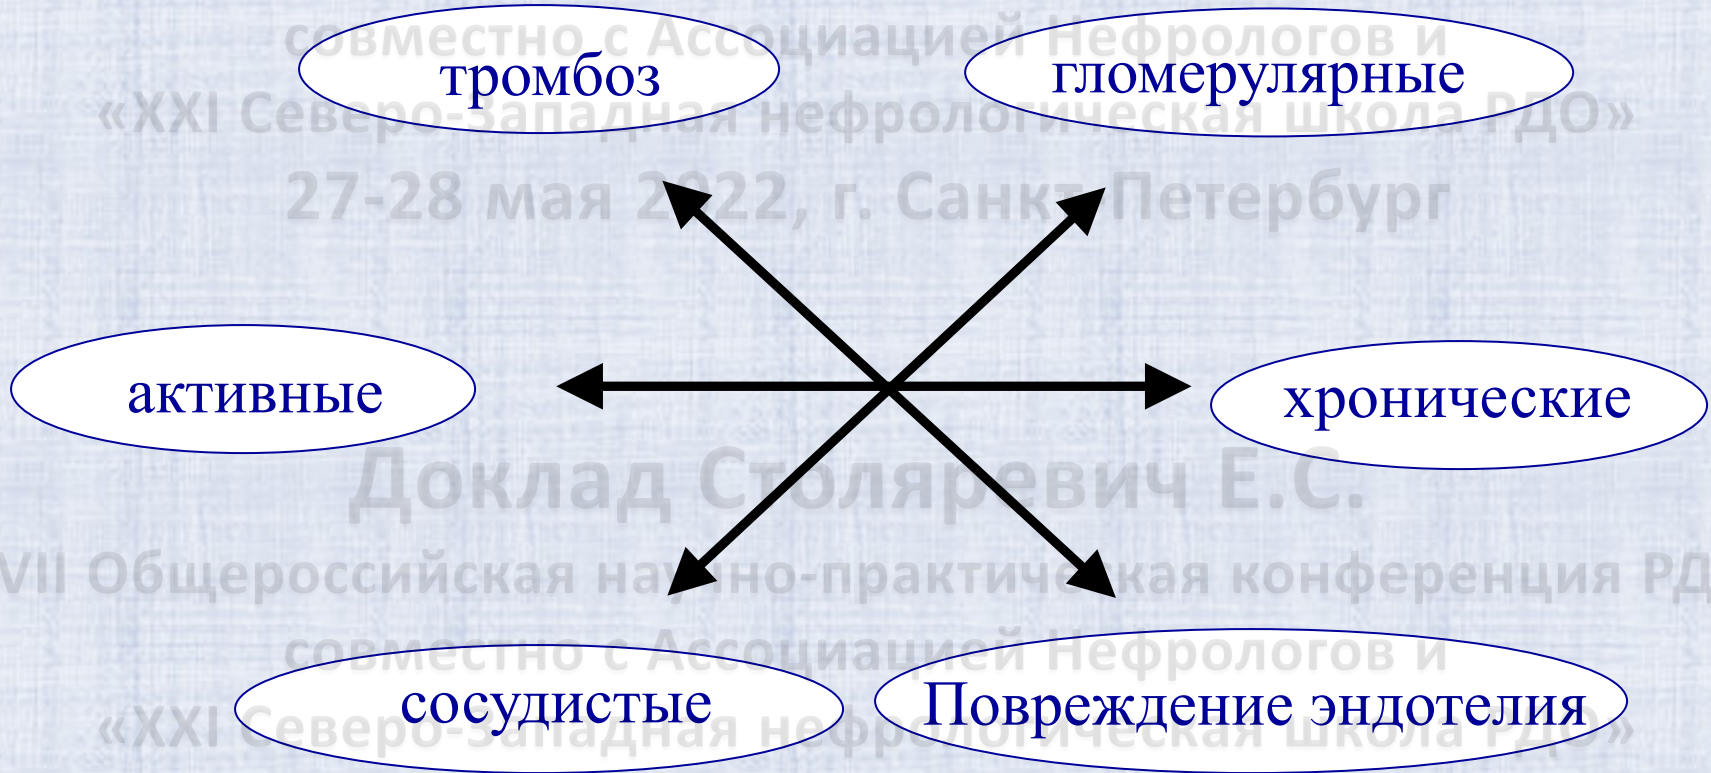 совместно с Ассоциацией Нефрологов и
тромбоз
гломерулярные
«XXI Северо-Западная нефрологическая школа РДО»
27-28 мая 2022, г. Санкт-Петербург
активные
хронические
Доклад Столяревич Е.С.
VII Общероссийская научно-практическая конференция РД
совместно с Ассоциацией Нефрологов и
сосудистые
Повреждение эндотелия
«XXI Северо-Западная нефрологическая школа РДО»